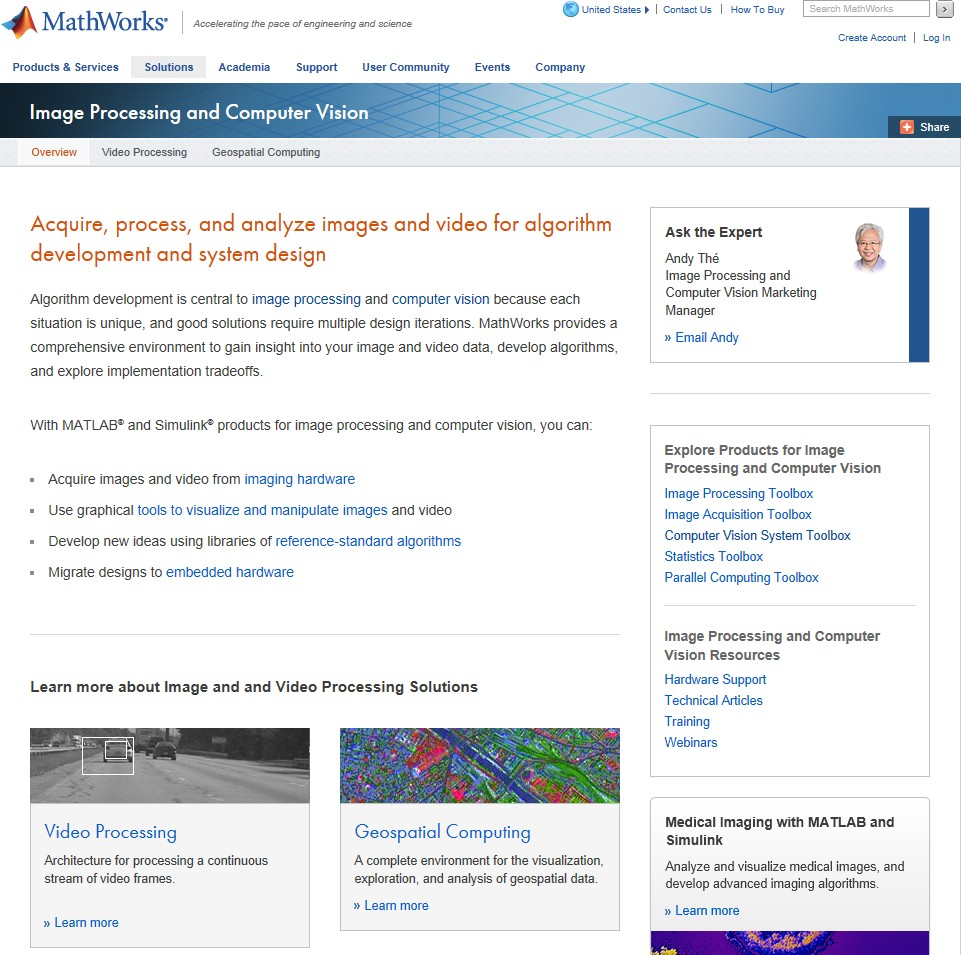 MathWorks®
Accelerating the pace of engineering and science
United States
Contact Us
How To Buy
Search MathWorks
Create Account
Log In
Products & Services
Solutions
Academia
Support
User Community
Events
Company
Image Processing and Computer Vision
Share
Overview
Video Processing
Geospatial Computing
Acquire, process, and analyze images and video for algorithm
development and system design
Algorithm development is central to image processing and computer vision because each
situation is unique, and good solutions require multiple design iterations. MathWorks provides a
comprehensive environment to gain insight into your image and video data, develop algorithms,
and explore implementation tradeoffs.
With MATLAB® and Simulink® products for image processing and computer vision, you can:
Acquire images and video from imaging hardware
Use graphical tools to visualize and manipulate images and video
Develop new ideas using libraries of reference-standard algorithms
Migrate designs to embedded hardware
Learn more about Image and and Video Processing Solutions
Video Processing
Architecture for processing a continuous
stream of video frames.
» Learn more
Geospatial Computing
A complete environment for the visualization,
exploration, and analysis of geospatial data.
» Learn more
Ask the Expert
Andy Thé
Image Processing and
Computer Vision Marketing
Manager
» Email Andy
Explore Products for Image
Processing and Computer Vision
Image Processing Toolbox
Image Acquisition Toolbox
Computer Vision System Toolbox
Statistics Toolbox
Parallel Computing Toolbox
Image Processing and Computer
Vision Resources
Hardware Support
Technical Articles
Training
Webinars
Medical Imaging with MATLAB and
Simulink
Analyze and visualize medical images, and
develop advanced imaging algorithms.
» Learn more